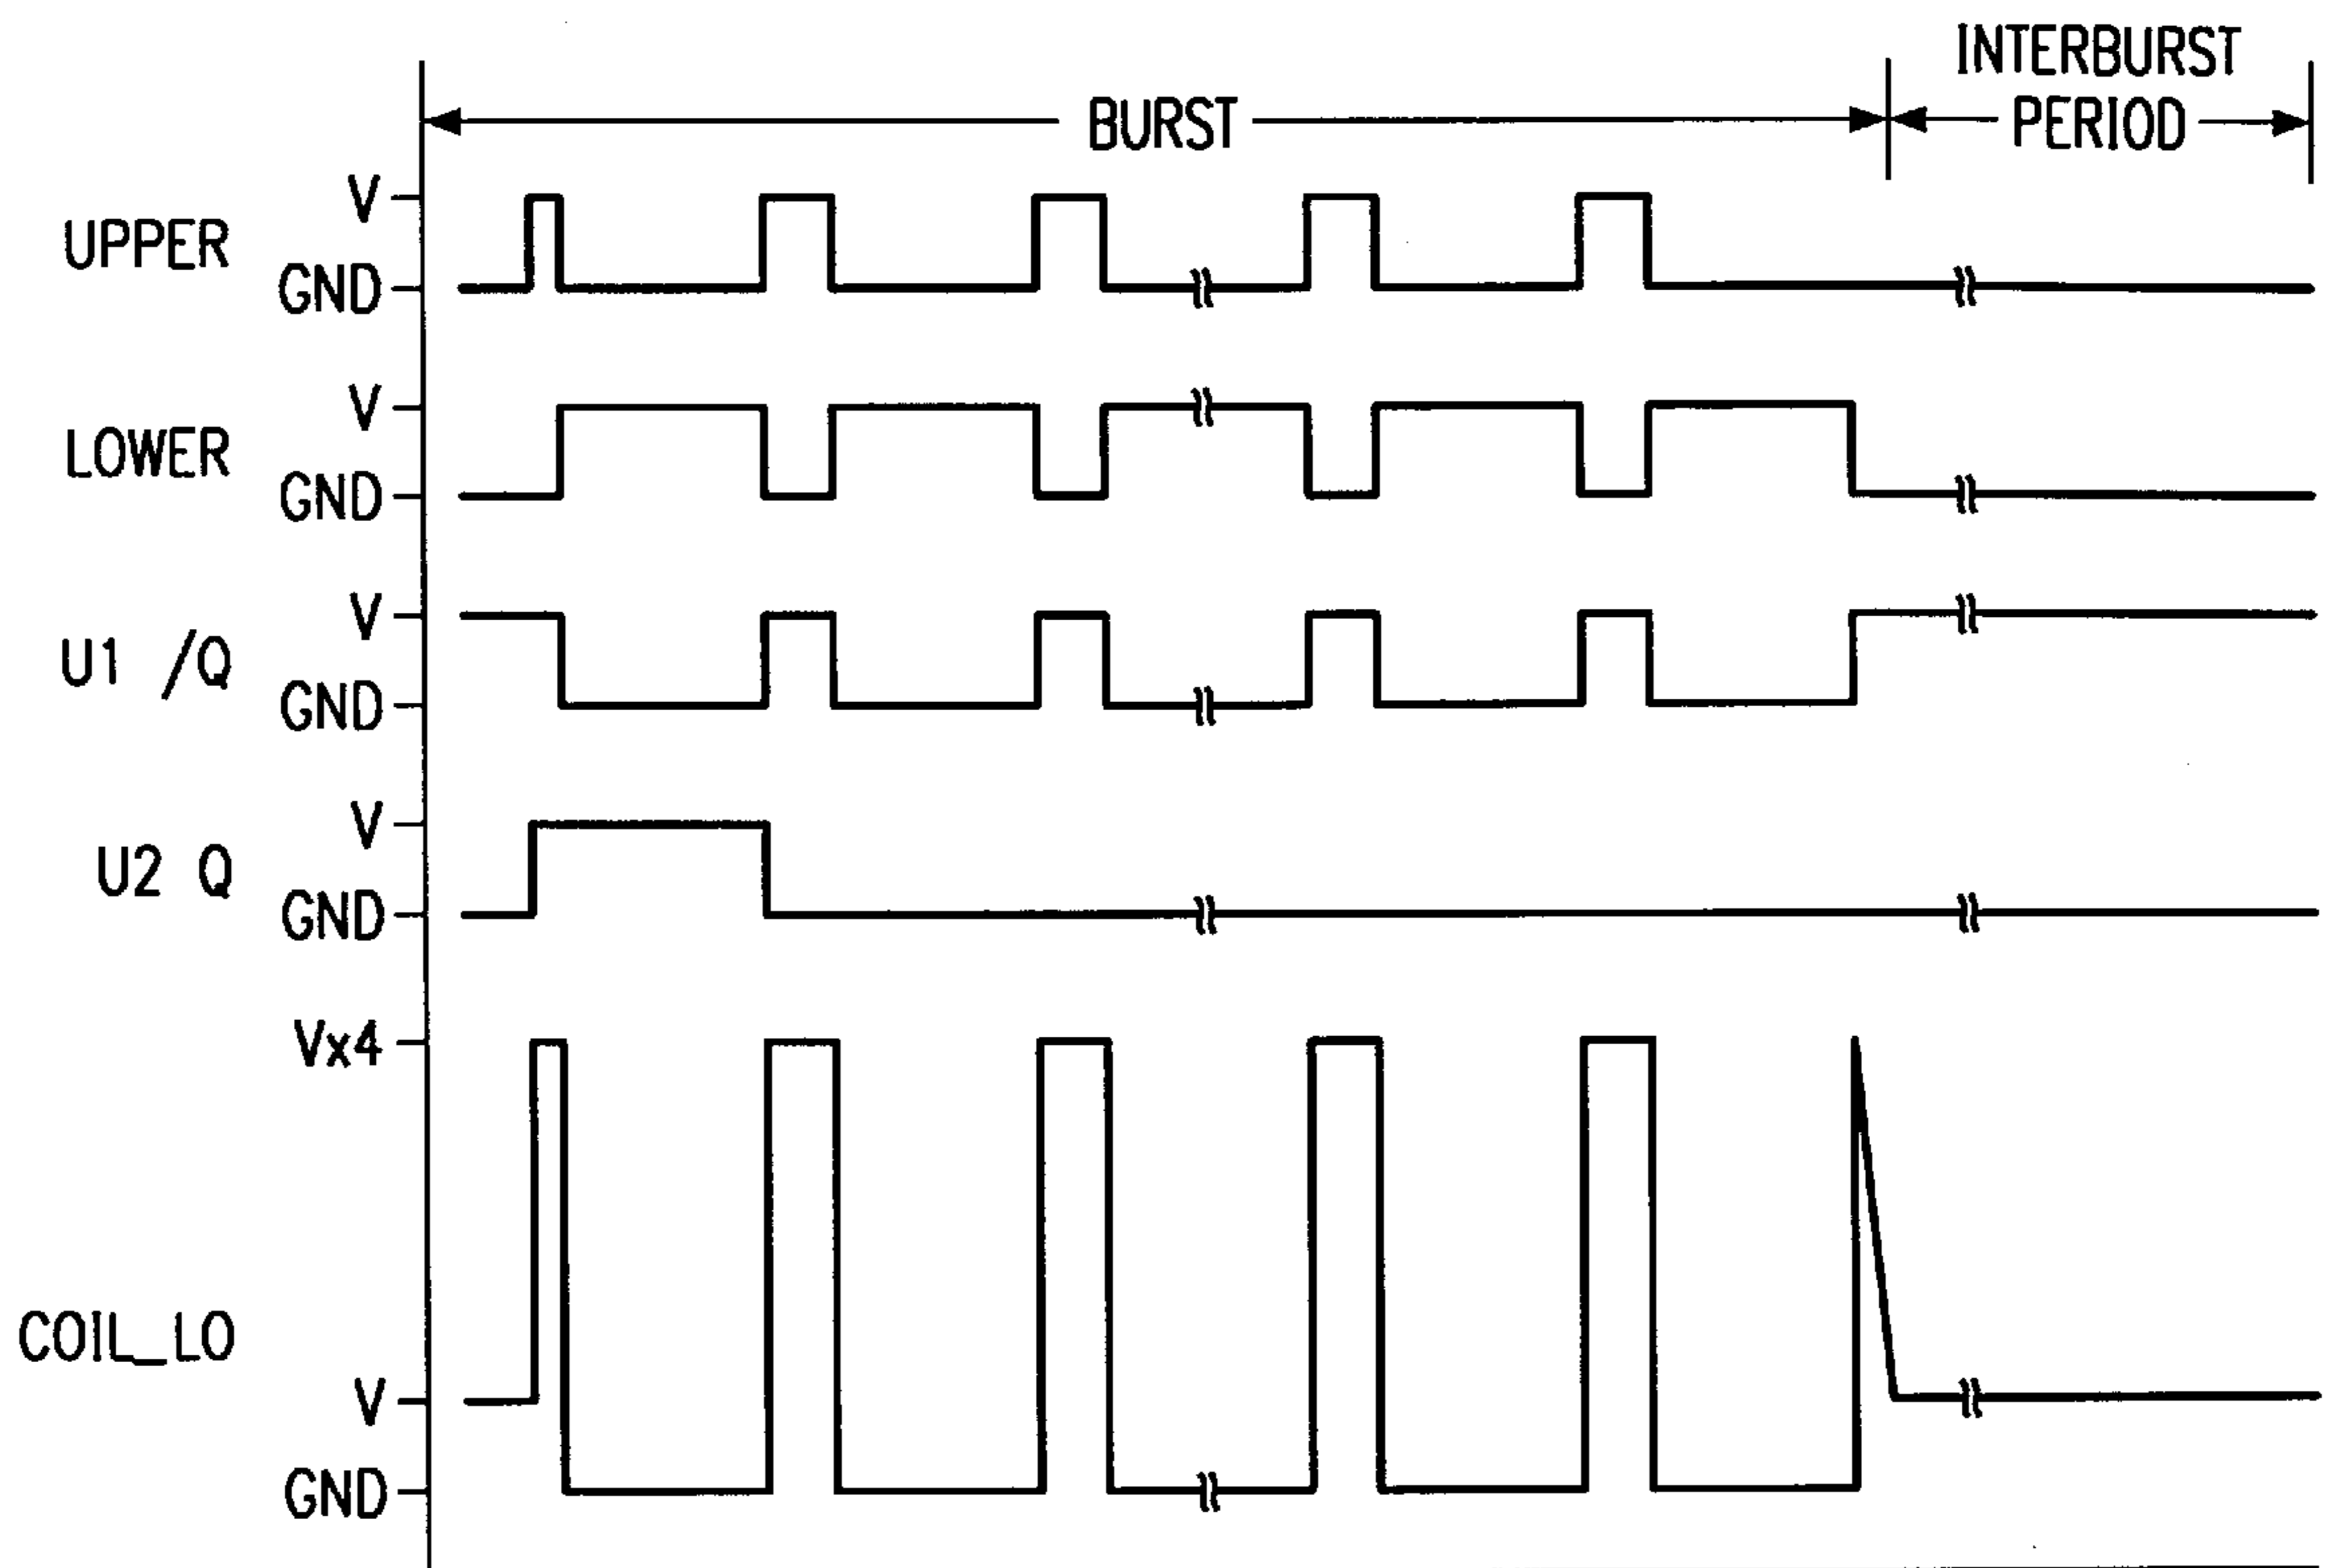 INTERBURST
BURST
PERIOD
V
UPPER
GND
V
LOWER
GND
V
U1 /Q
GND
V
U2 Q
GND
Vx4
COIL_LO
V
GND